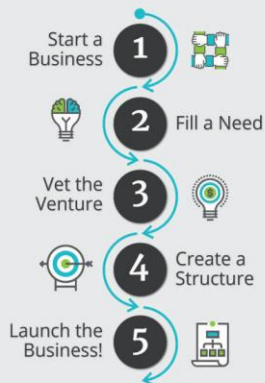 Start a
Business
1
2
Fill a Need
Vet the
Venture
3
$
4
Create a
Structure
Launch the
Business!
5